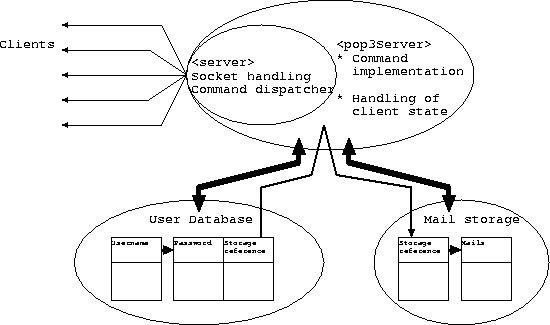 Clients
<server>
Socket handling
Command dispatcher
<pop3Server>
* Command
implementation
* Handling of
client state
User Database
Username
Password
Storage
reference
Mail storage
Storage
reference
Mails